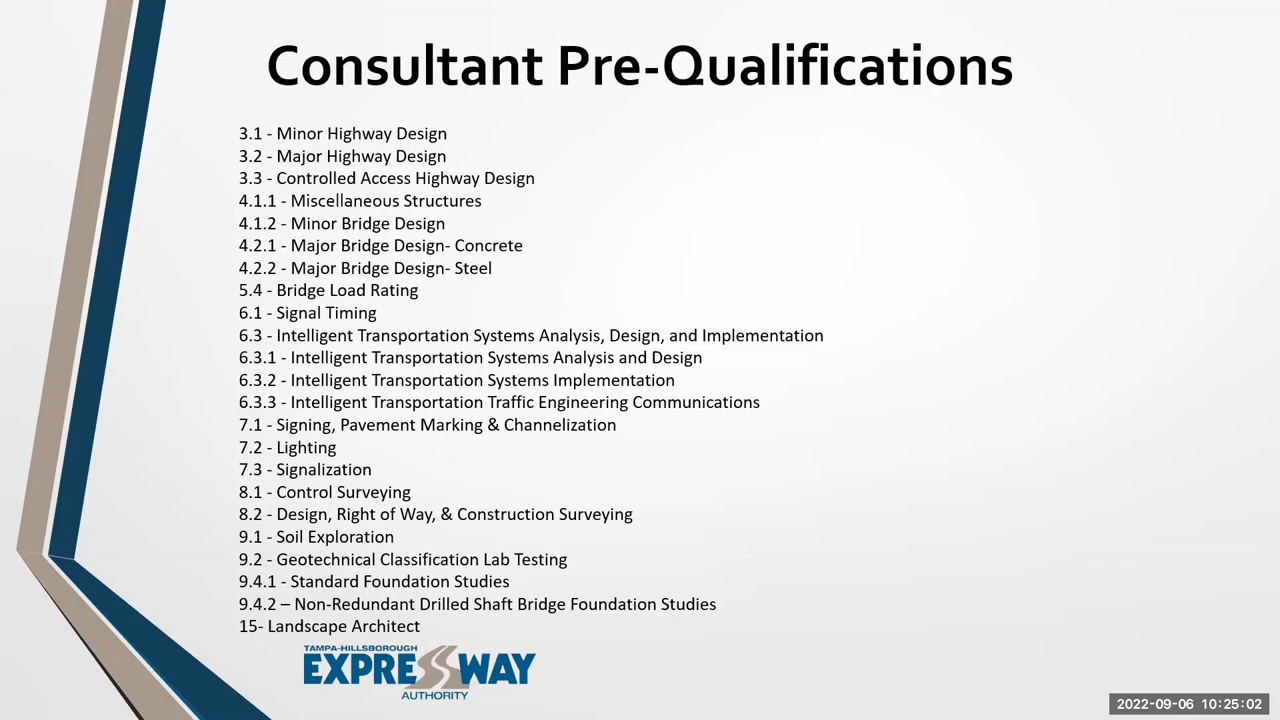 Consultant Pre-Qualifications
3.1 - Minor Highway Design
3.2 - Major Highway Design
3.3 - Controlled Access Highway Design
4.1.1 - Miscellaneous Structures
4.1.2 - Minor Bridge Design
4.2.1 - Major Bridge Design- Concrete
4.2.2 - Major Bridge Design- Steel
5.4 - Bridge Load Rating
6.1 - Signal Timing
6.3 - Intelligent Transportation Systems Analysis, Design, and Implementation
6.3.1 - Intelligent Transportation Systems Analysis and Design
6.3.2 - Intelligent Transportation Systems Implementation
6.3.3 - Intelligent Transportation Traffic Engineering Communications
7.1 - Signing, Pavement Marking & Channelization
7.2 - Lighting
7.3 - Signalization
8.1 - Control Surveying
8.2 - Design, Right of Way, & Construction Surveying
9.1 - Soil Exploration
9.2 - Geotechnical Classification Lab Testing
9.4.1 - Standard Foundation Studies
9.4.2 – Non-Redundant Drilled Shaft Bridge Foundation Studies
15- Landscape Architect
TAMPA-HILLSBOROUGH
EXPRESSWAY
AUTHORITY
2022-09-06 10:25:02